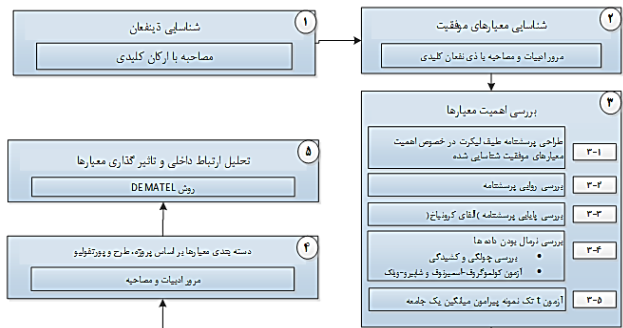 ۱
شناسایی ذینفعان
مصاحبه با ارکان کلیدی
۲
شناسایی معیارهای موفقیت
مرور ادبیات و مصاحبه با ذی نفعان کلیدی
۳
بررسی اهمیت معیارها
۳-۱
طراحی پرسشنامه طیف لیکرت در خصوص اهمیت
معیارهای موفقیت شناسایی شده
۳-۲
بررسی روایی پرسشنامه
۳-۳
بررسی پایایی پرسشنامه )آلفای کرونباخ(
۳-۴
بررسی نرمال بودن داده ها
• بررسی چولگی و کشیدگی
• آزمون کولموگروف-اسمیرنوف و شاپیرو-ویلک
۳-۵
آزمون t تک نمونه پیرامون میانگین یک جامعه
۴
دسته بندی معیارها بر اساس پروژه، طرح و پورتفولیو
مرور ادبیات و مصاحبه
۵
تحلیل ارتباط داخلی و تاثیر گذاری معیارها
روش DEMATEL